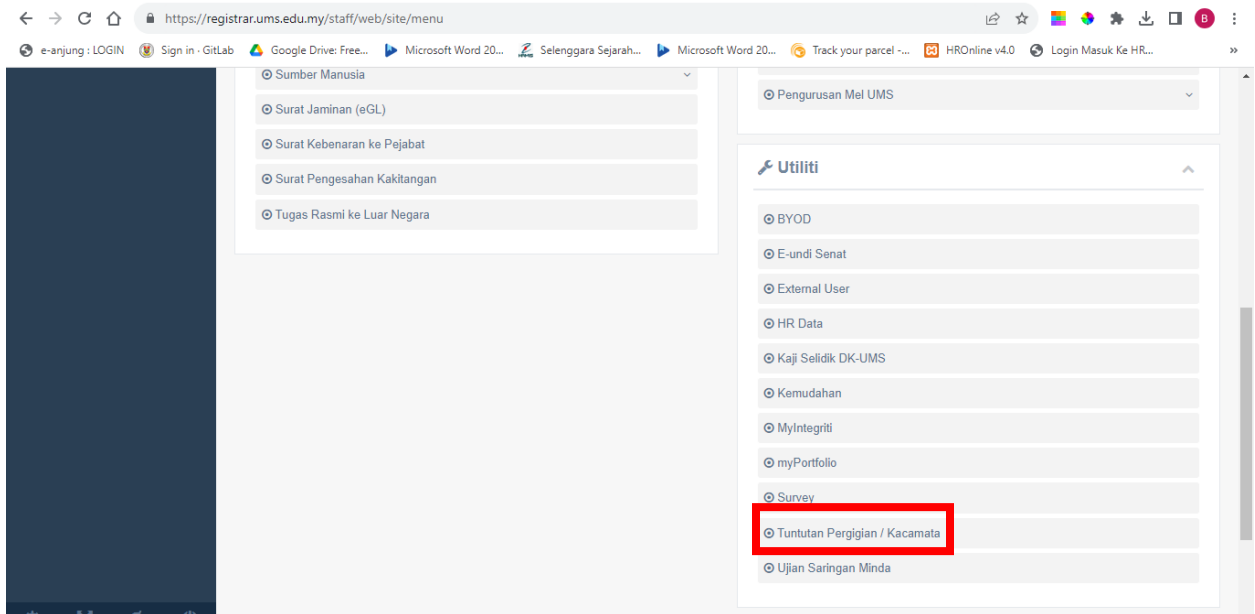 https://registrar.ums.edu.my/staff/web/site/menu
B
e-anjung : LOGIN
Sign in · GitLab
Google Drive: Free...
Microsoft Word 20...
Selenggara Sejarah...
Microsoft Word 20...
Track your parcel -...
HROnline v4.0
Login Masuk Ke HR...
»
Sumber Manusia
Surat Jaminan (eGL)
Surat Kebenaran ke Pejabat
Surat Pengesahan Kakitangan
Tugas Rasmi ke Luar Negara
Pengurusan Mel UMS
Utiliti
BYOD
E-undi Senat
External User
HR Data
Kaji Selidik DK-UMS
Kemudahan
MyIntegriti
myPortfolio
Survey
Tuntutan Pergigian / Kacamata
Ujian Saringan Minda